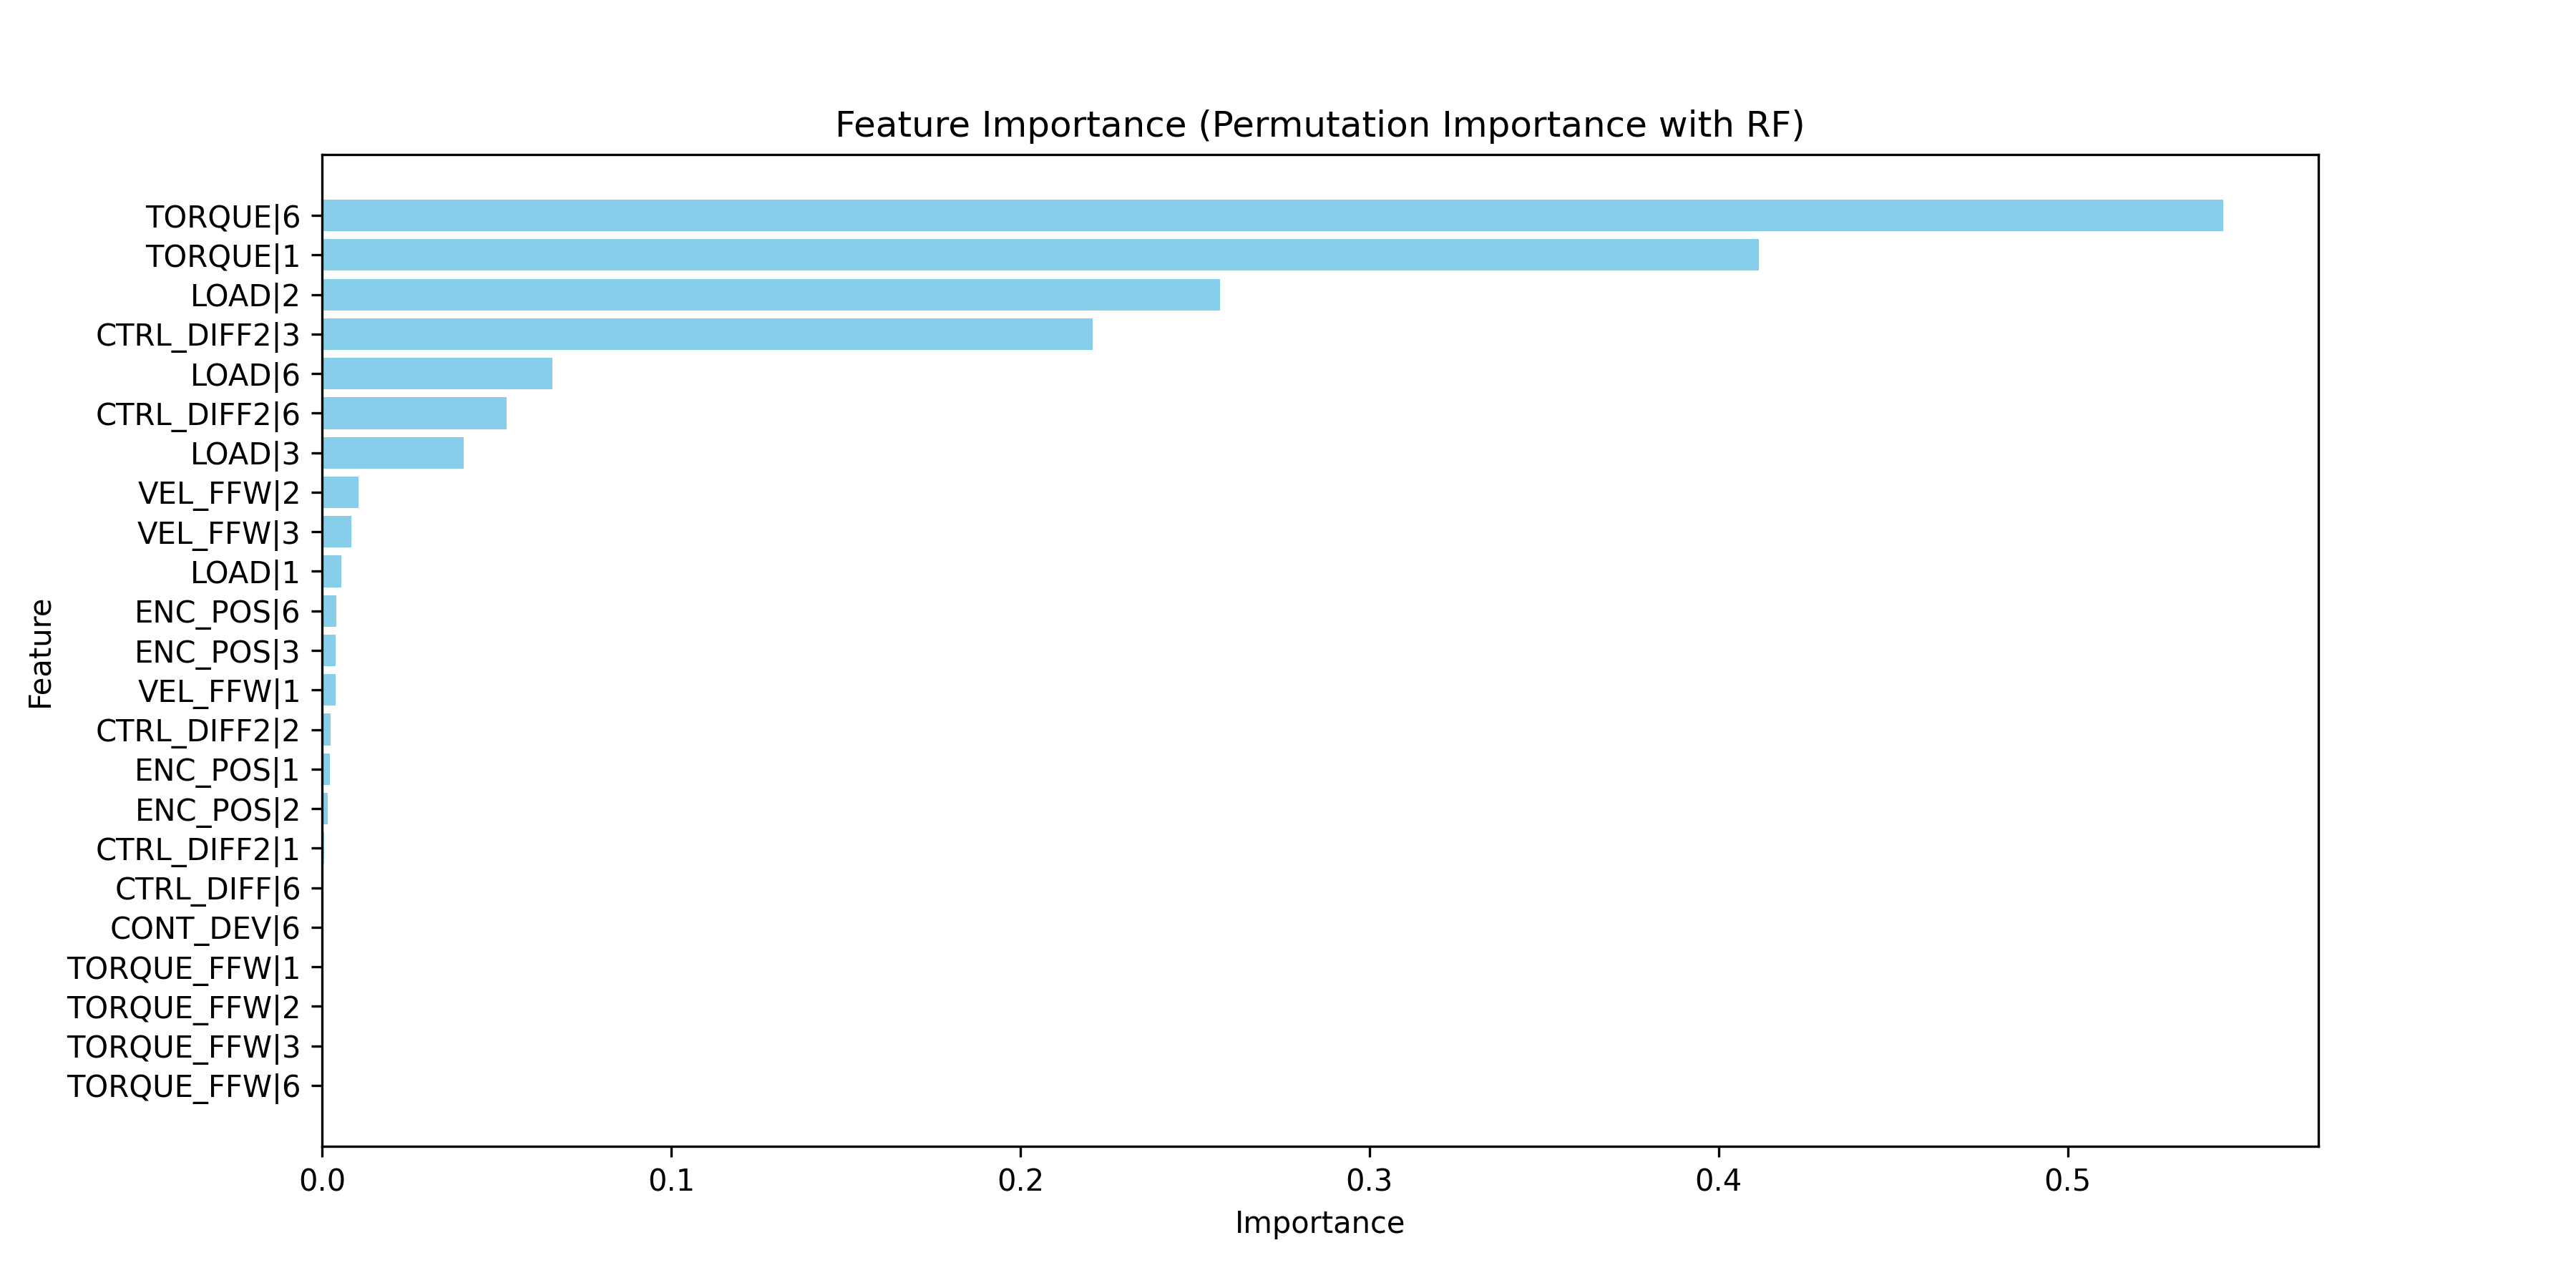 Feature Importance (Permutation Importance with RF)
Feature
TORQUE|6
TORQUE|1
LOAD|2
CTRL_DIFF2|3
LOAD|6
CTRL_DIFF2|6
LOAD|3
VEL_FFW|2
VEL_FFW|3
LOAD|1
ENC_POS|6
ENC_POS|3
VEL_FFW|1
CTRL_DIFF2|2
ENC_POS|1
ENC_POS|2
CTRL_DIFF2|1
CTRL_DIFF|6
CONT_DEV|6
TORQUE_FFW|1
TORQUE_FFW|2
TORQUE_FFW|3
TORQUE_FFW|6
0.0 0.1 0.2 0.3 0.4 0.5
Importance